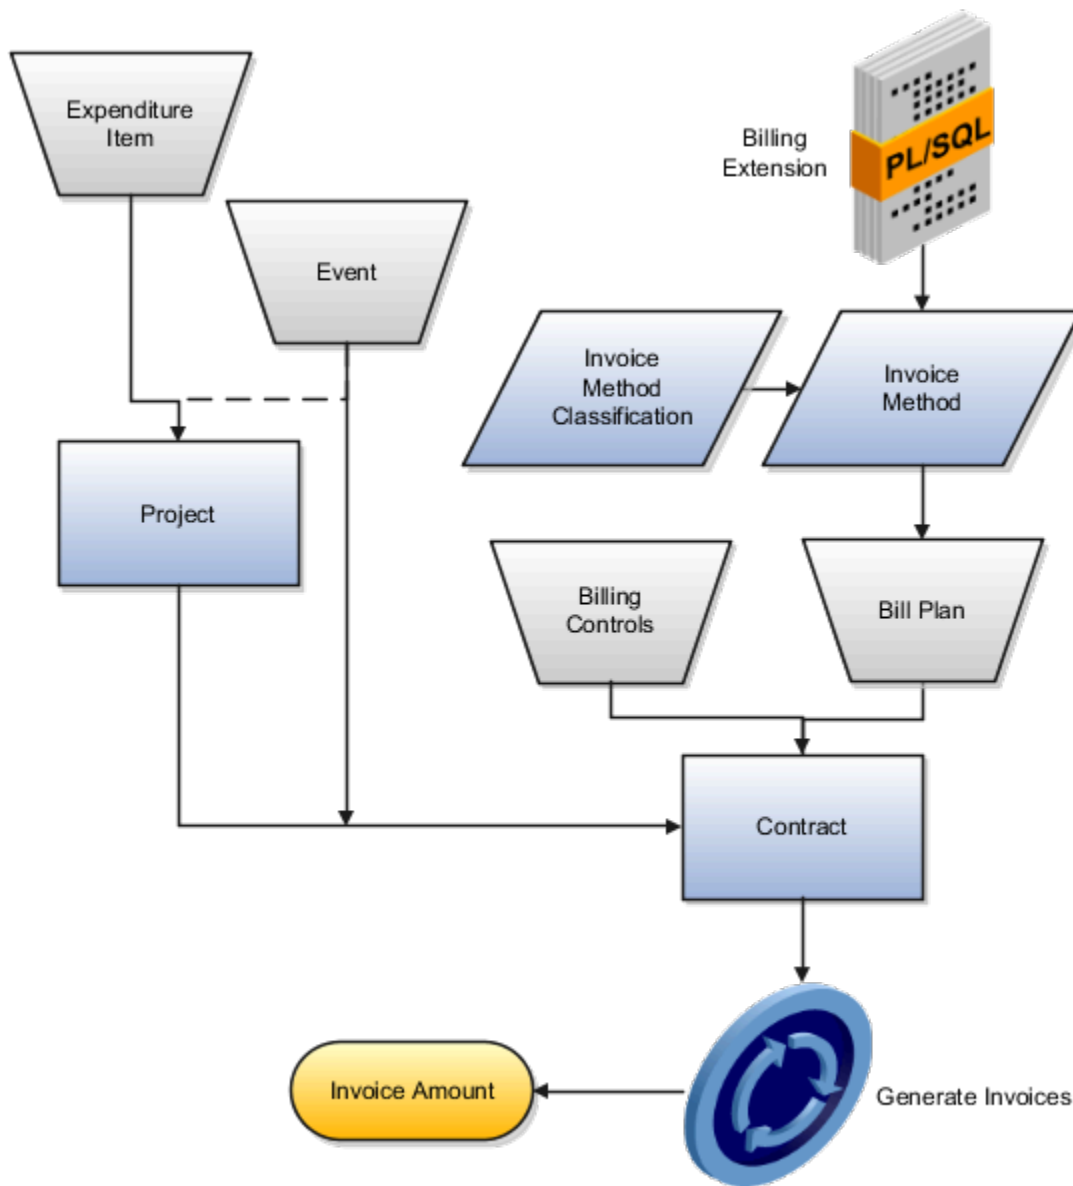 Expenditure
Item
Billing
Extension
PL/SQL
Event
Invoice
Method
Classification
Invoice
Method
Project
Billing
Controls
Bill Plan
Contract
Invoice Amount
Generate Invoices